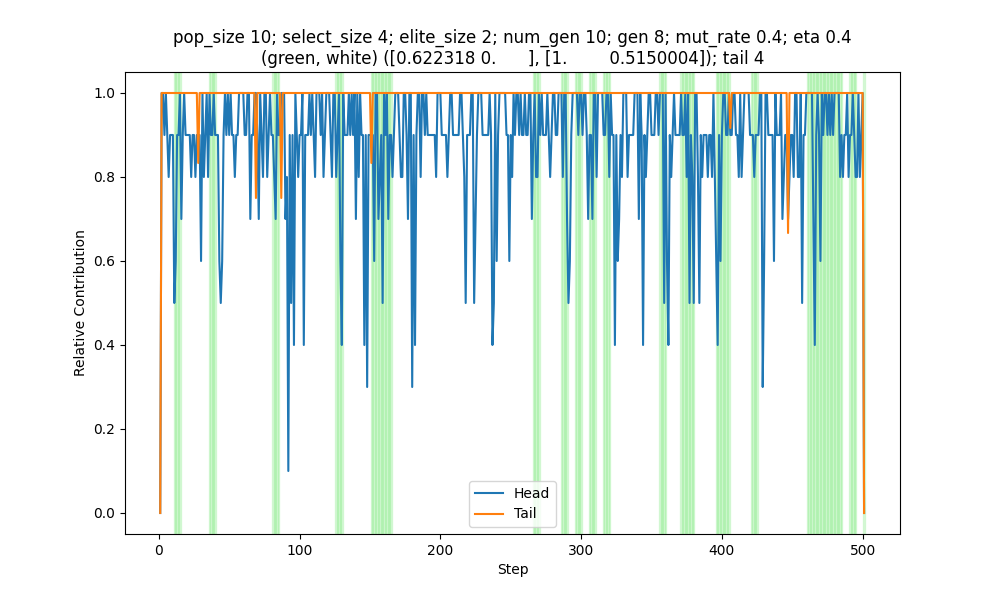 pop_size 10; select_size 4; elite_size 2; num_gen 10; gen 8; mut_rate 0.4; eta 0.4
(green, white) ([0.622318 0.      ], [1.        0.5150004]); tail 4
1.0
0.8
0.6
0.4
0.2
0.0
Relative Contribution
Head
Tail
0
100
200
300
400
500
Step